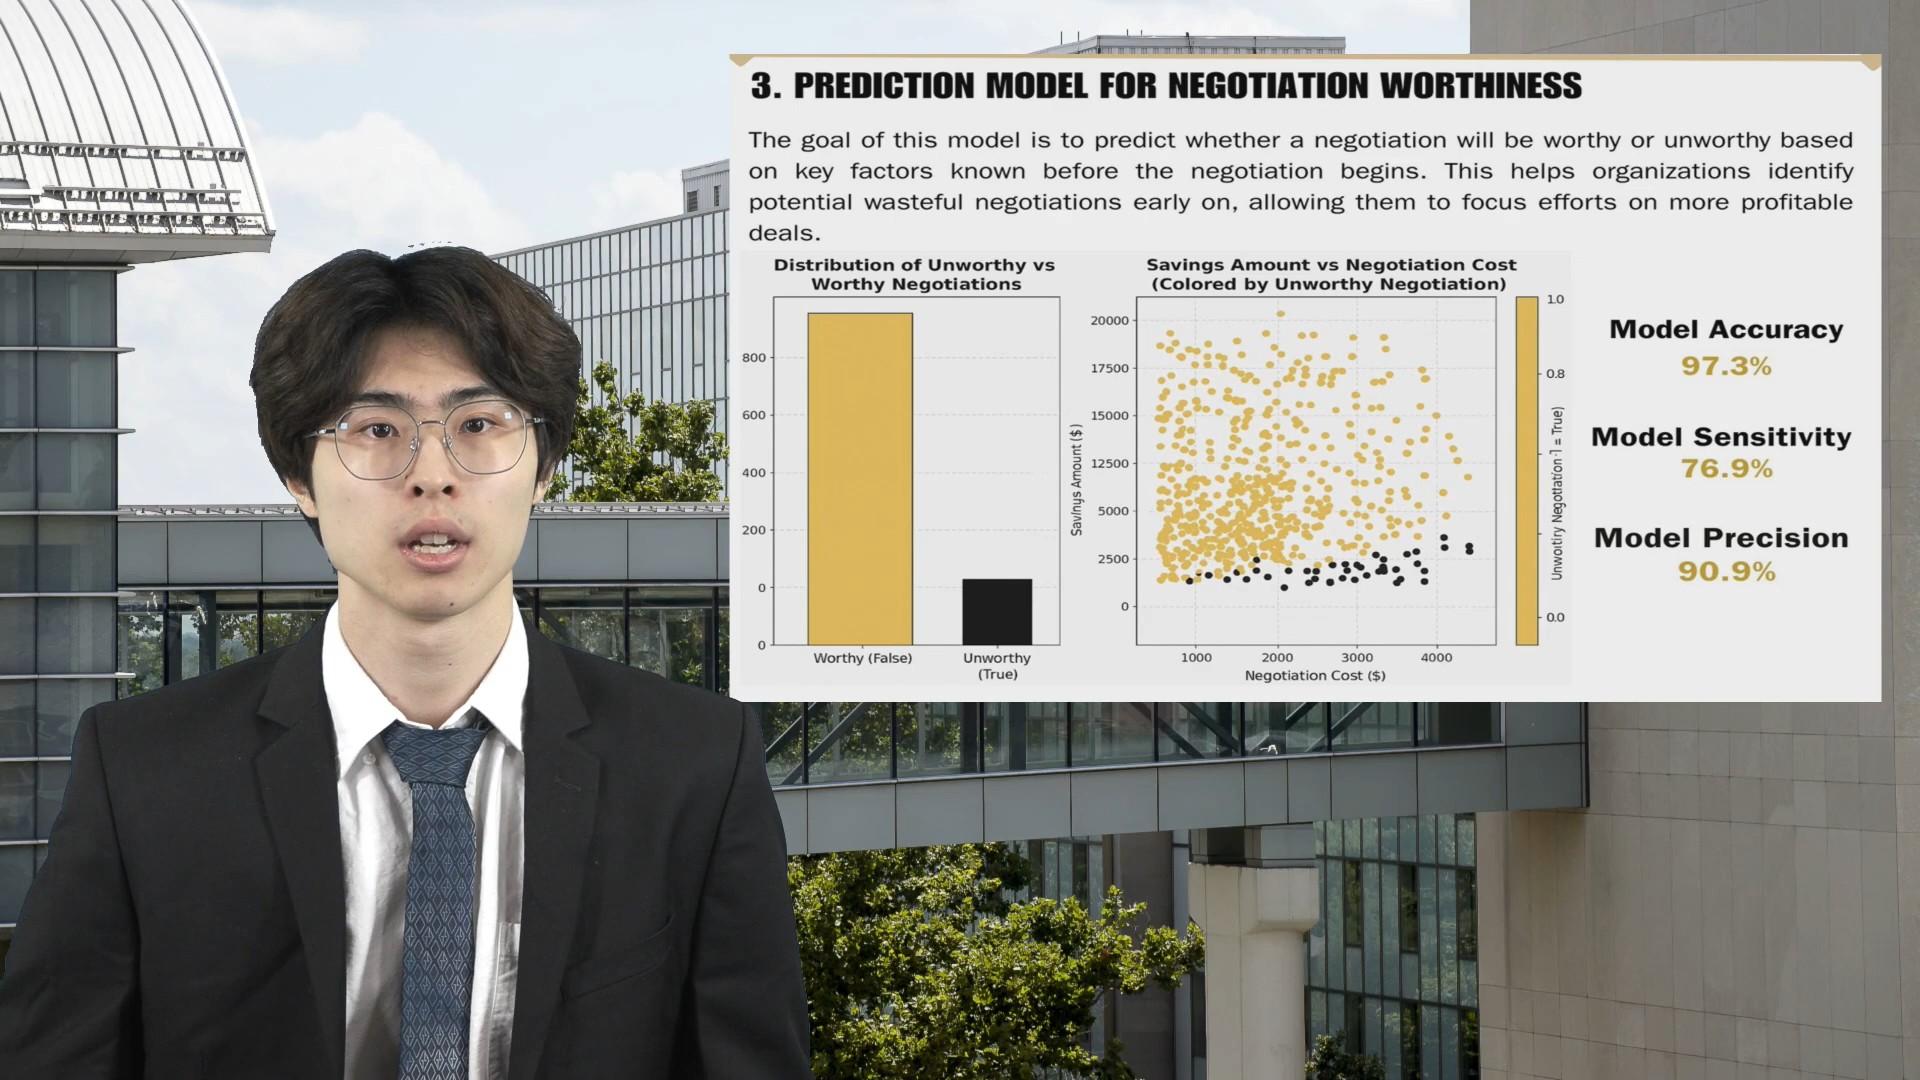 3. PREDICTION MODEL FOR NEGOTIATION WORTHINESS
The goal of this model is to predict whether a negotiation will be worthy or unworthy based
on key factors known before the negotiation begins. This helps organizations identify
potential wasteful negotiations early on, allowing them to focus efforts on more profitable
deals.
Distribution of Unworthy vs
Worthy Negotiations
800
600
400
200
0
0
Worthy (False)
Unworthy
(True)
Savings Amount vs Negotiation Cost
(Colored by Unworthy Negotiation)
Savings Amount ($)
20000
17500
15000
12500
5000
2500
0
1000
2000
3000
4000
Negotiation Cost ($)
1.0
0.8
0.0
Model Accuracy
97.3%
Model Sensitivity
76.9%
Model Precision
90.9%